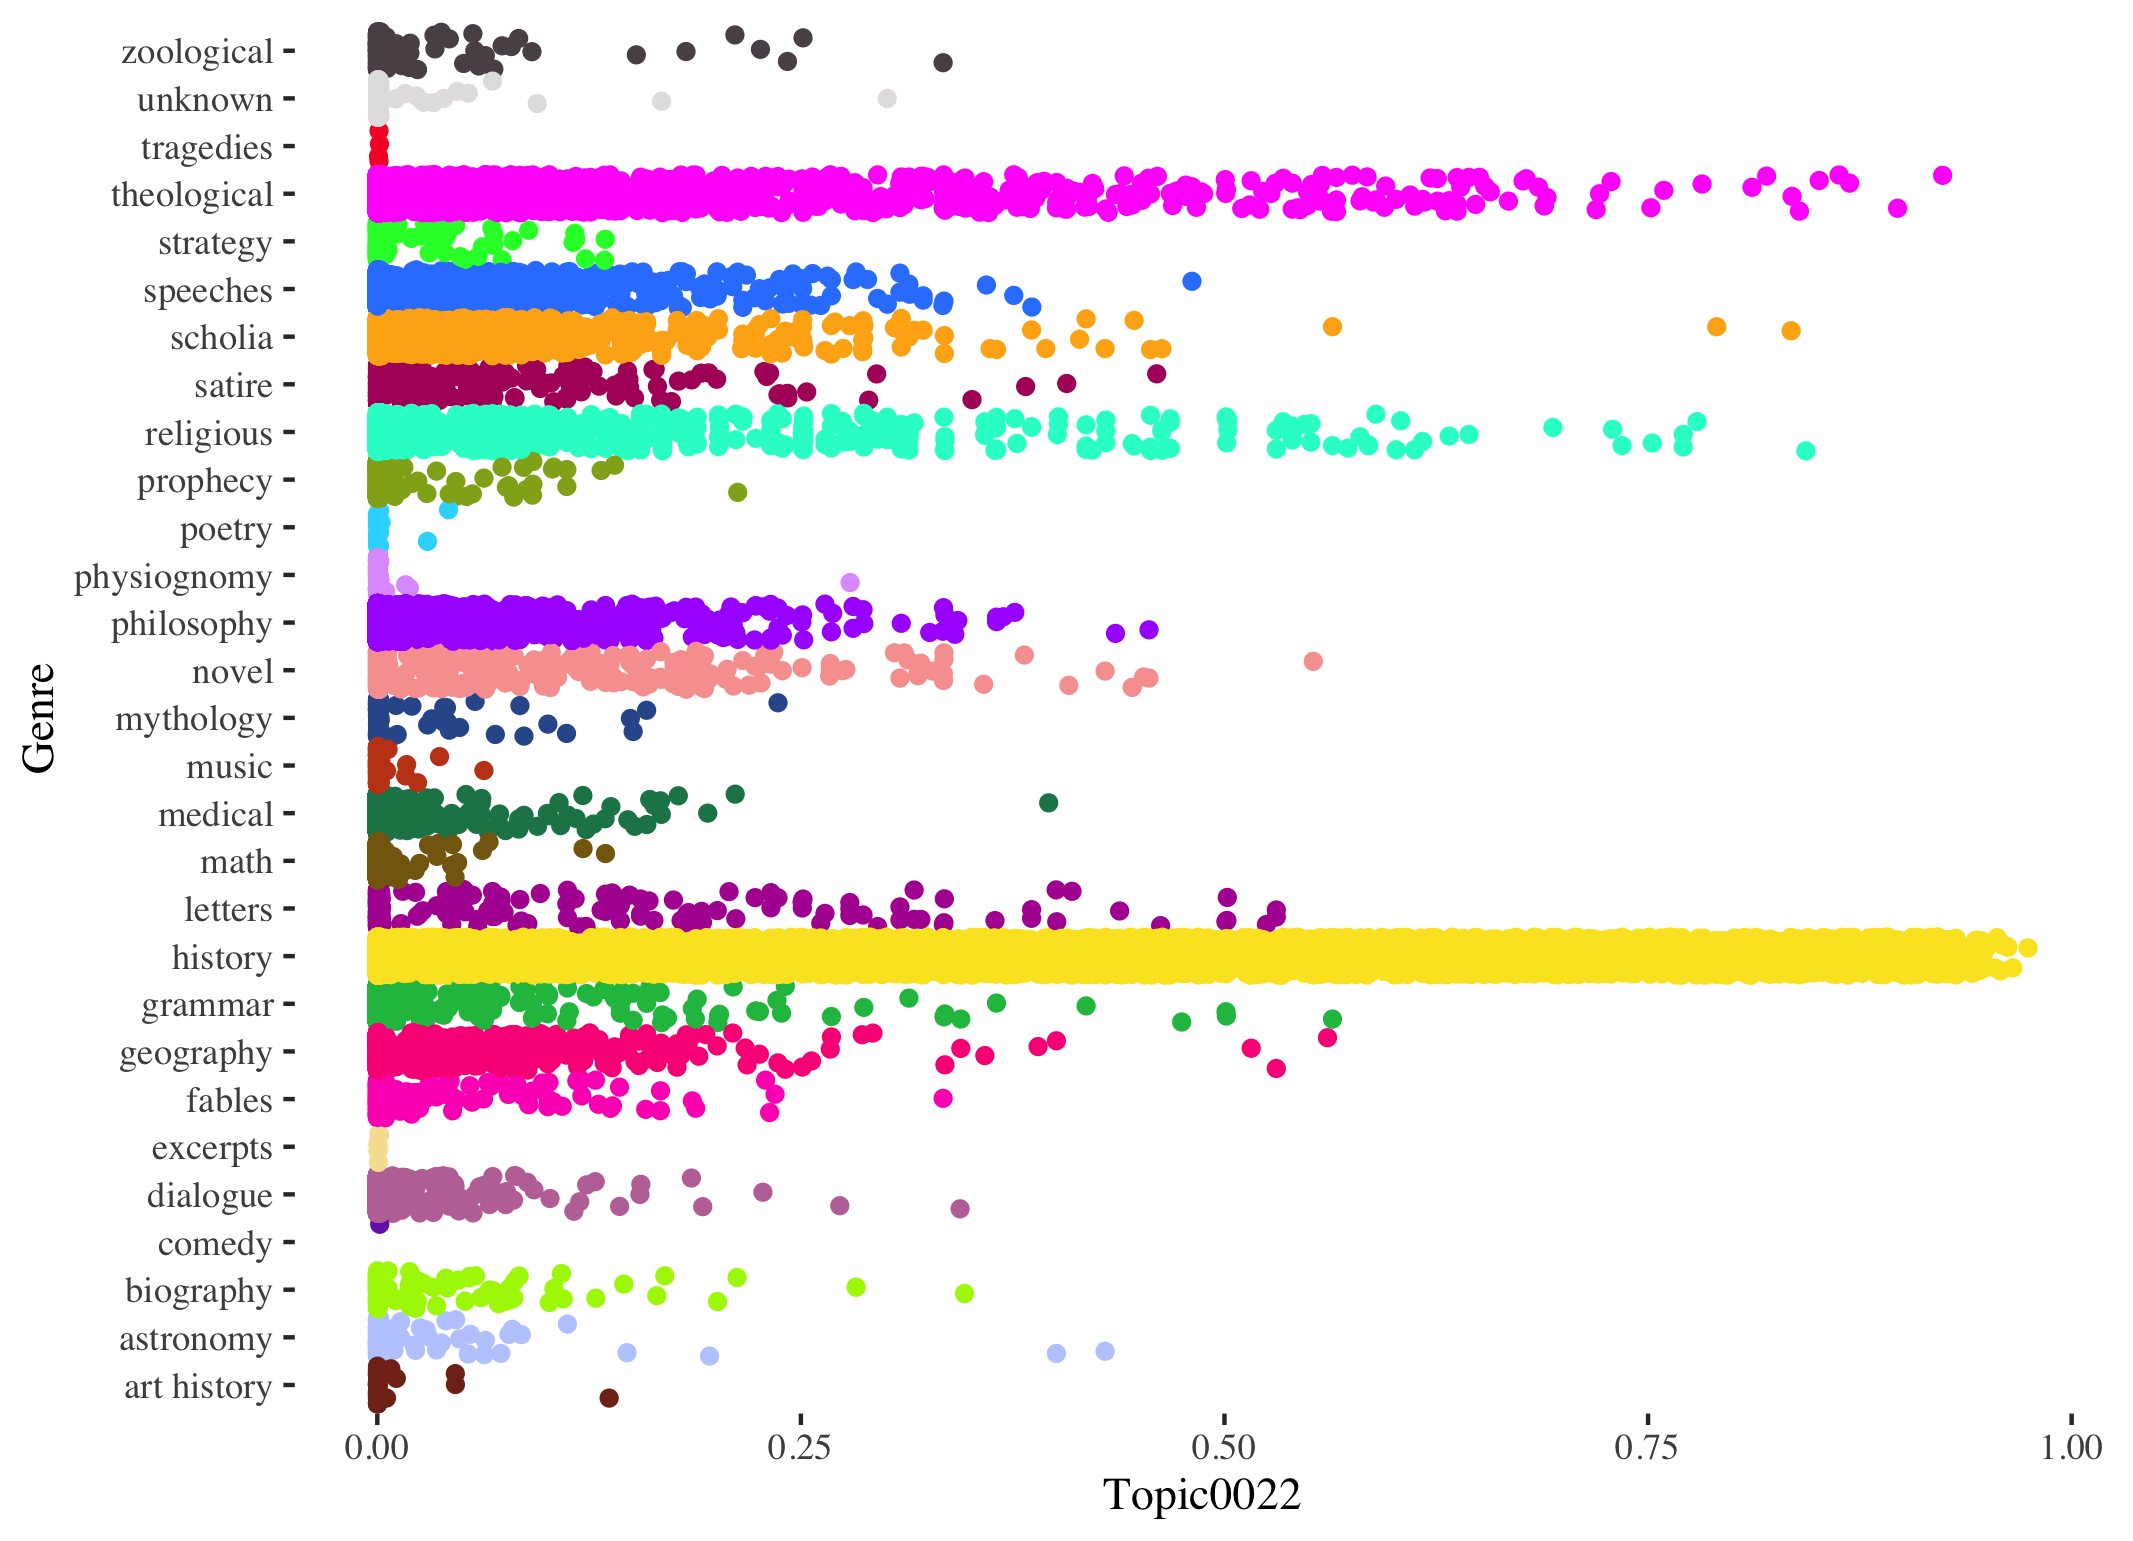 zoological
unknown
tragedies
theological
strategy
speeches
scholia
satire
religious
prophecy
poetry
physiognomy
philosophy
novel
mythology
music
medical
math
letters
history
grammar
geography
fables
excerpts
dialogue
comedy
biography
astronomy
art history
Genre
0.00 0.25 0.50 0.75 1.00
Topic0022